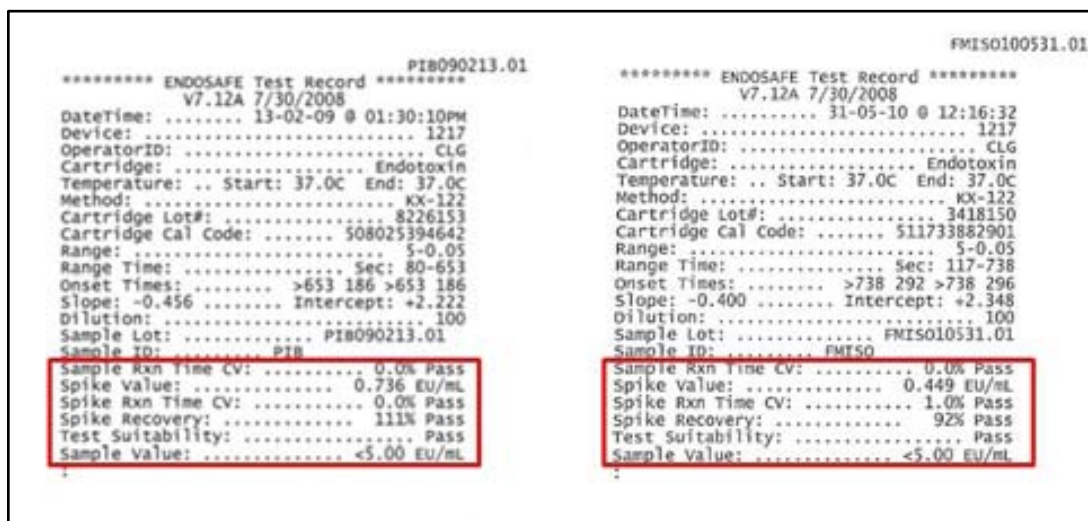 PIB090213.01
********* ENDOSAFE Test Record *********
V7.12A 7/30/2008
DateTime: ........ 13-02-09 @ 01:30:10PM
Device: ............................ 1217
OperatorID: ......................... CLG
Cartridge: .................... Endotoxin
Temperature: .. Start: 37.0C End: 37.0C
Method: .......................... KX-122
Cartridge Lot#: ................. 8226153
Cartridge Cal Code: ....... 508025394642
Range: ........................... 5-0.05
Range Time: ................. Sec: 80-653
Onset Times: ....... >653 186 >653 186
Slope: -0.456 ........ Intercept: +2.222
Dilution: ........................... 100
Sample Lot: .............. PIB090213.01
Sample ID: ......... PIB
Sample Rxn Time CV: .......... 0.0% Pass
Spike Value: ............... 0.736 EU/mL
Spike Rxn Time CV: ........... 0.0% Pass
Spike Recovery: .............. 111% Pass
Test Suitability: .................. Pass
Sample Value: .............. <5.00 EU/mL
:
FMISO100531.01
********* ENDOSAFE Test Record *********
V7.12A 7/30/2008
DateTime: .......... 31-05-10 @ 12:16:32
Device: ............................ 1217
OperatorID: ......................... CLG
Cartridge: .................... Endotoxin
Temperature: .. Start: 37.0C End: 37.0C
Method: .......................... KX-122
Cartridge Lot#: ................. 3418150
Cartridge Cal Code: ....... 511733882901
Range: ........................... 5-0.05
Range Time: ................ Sec: 117-738
Onset Times: ........ >738 292 >738 296
Slope: -0.400 ........ Intercept: +2.348
Dilution: ........................... 100
Sample Lot: .............. FMISO10531.01
Sample ID: ......... FMISO
Sample Rxn Time CV: .......... 0.0% Pass
Spike Value: ............... 0.449 EU/mL
Spike Rxn Time CV: ........... 1.0% Pass
Spike Recovery: ............. 92% Pass
Test Suitability: .................. Pass
Sample Value: .............. <5.00 EU/mL
: